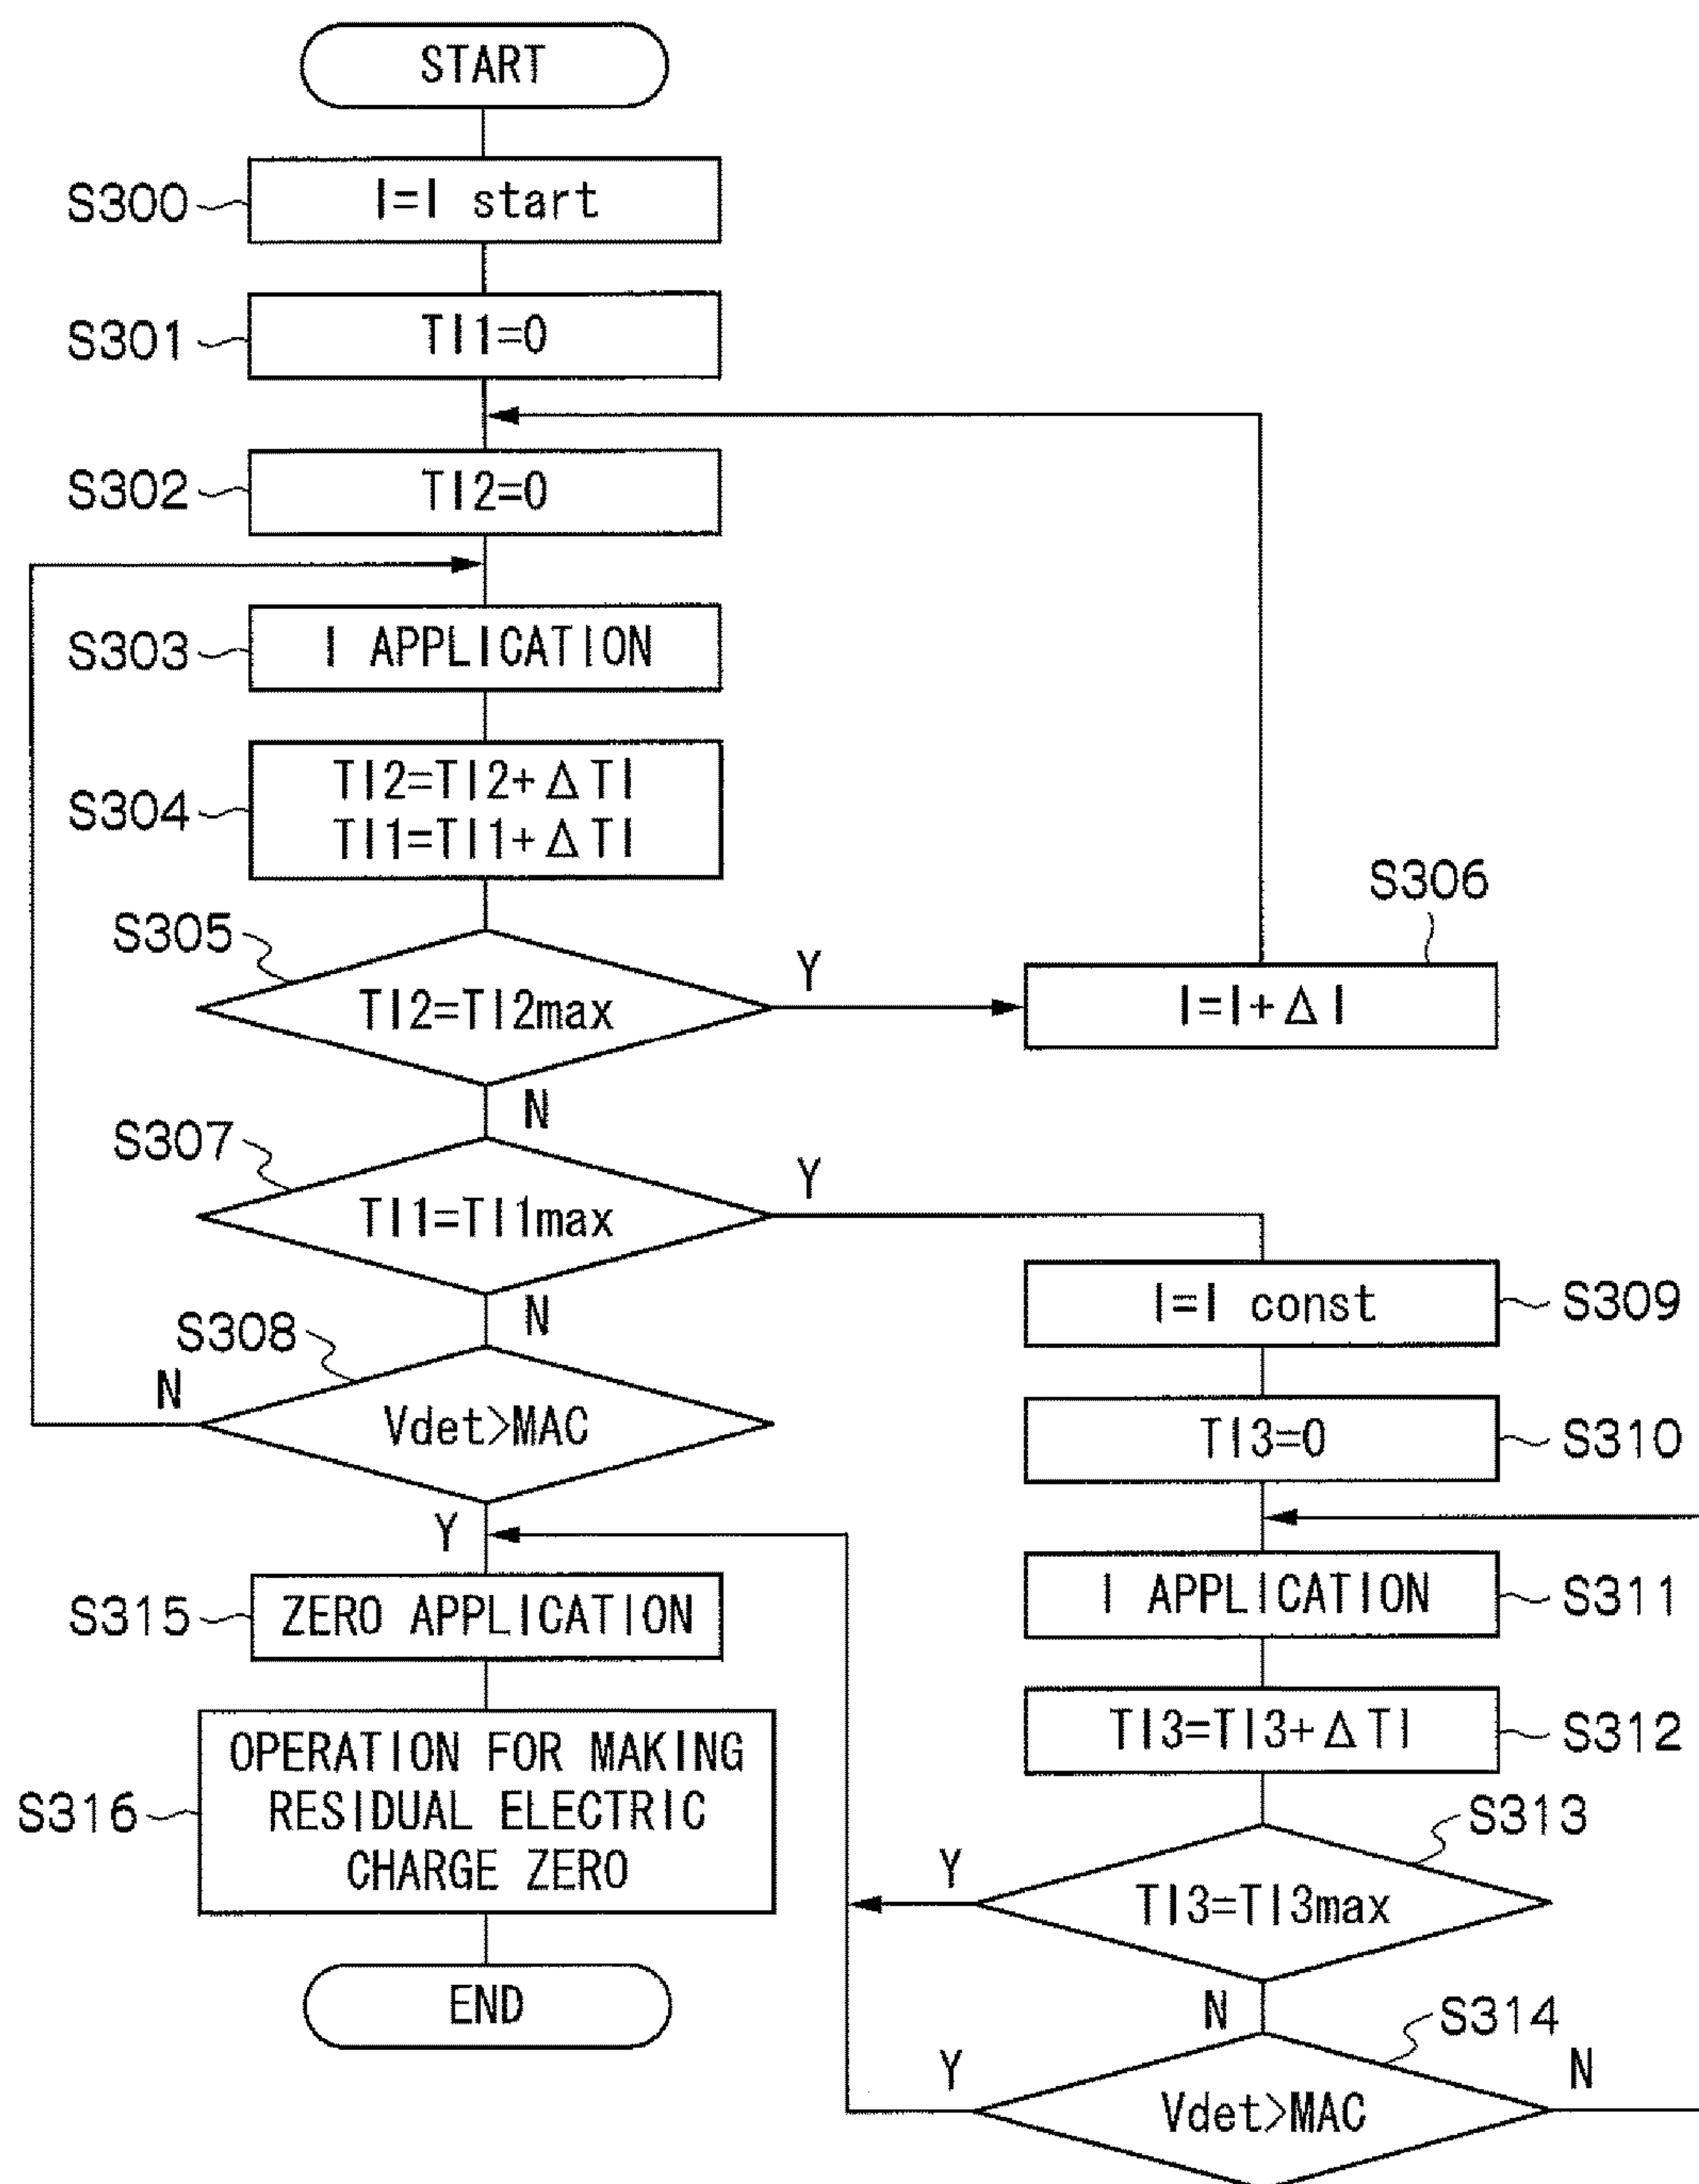 START
S300
I=I start
S301
TI1=0
S302
TI2=0
S303
I APPLICATION
S304
TI2=TI2+ΔTI
TI1=TI1+ΔTI
S305
TI2=TI2max
Y
N
S306
I=I+ΔI
S307
TI1=TI1max
Y
N
S308
Vdet>MAC
N
Y
I=I const
S309
TI3=0
S310
I APPLICATION
S311
TI3=TI3+ΔTI
S312
S313
TI3=TI3max
Y
N
S314
Vdet>MAC
Y
N
S315
ZERO APPLICATION
S316
OPERATION FOR MAKING
RESIDUAL ELECTRIC
CHARGE ZERO
END